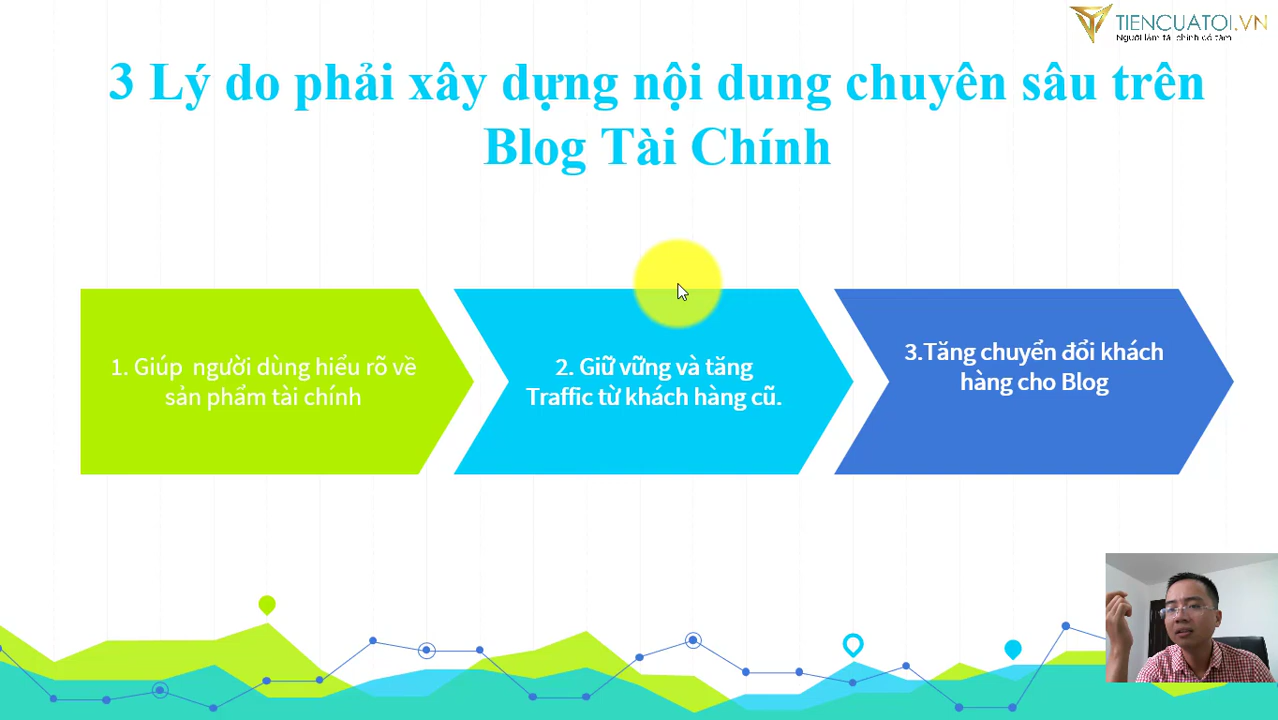 TIENCUATOI.VN
Người làm tài chính có tâm
3 Lý do phải xây dựng nội dung chuyên sâu trên
Blog Tài Chính
1. Giúp người dùng hiểu rõ về
sản phẩm tài chính
2. Giữ vững và tăng
Traffic từ khách hàng cũ.
3.Tăng chuyển đổi khách
hàng cho Blog